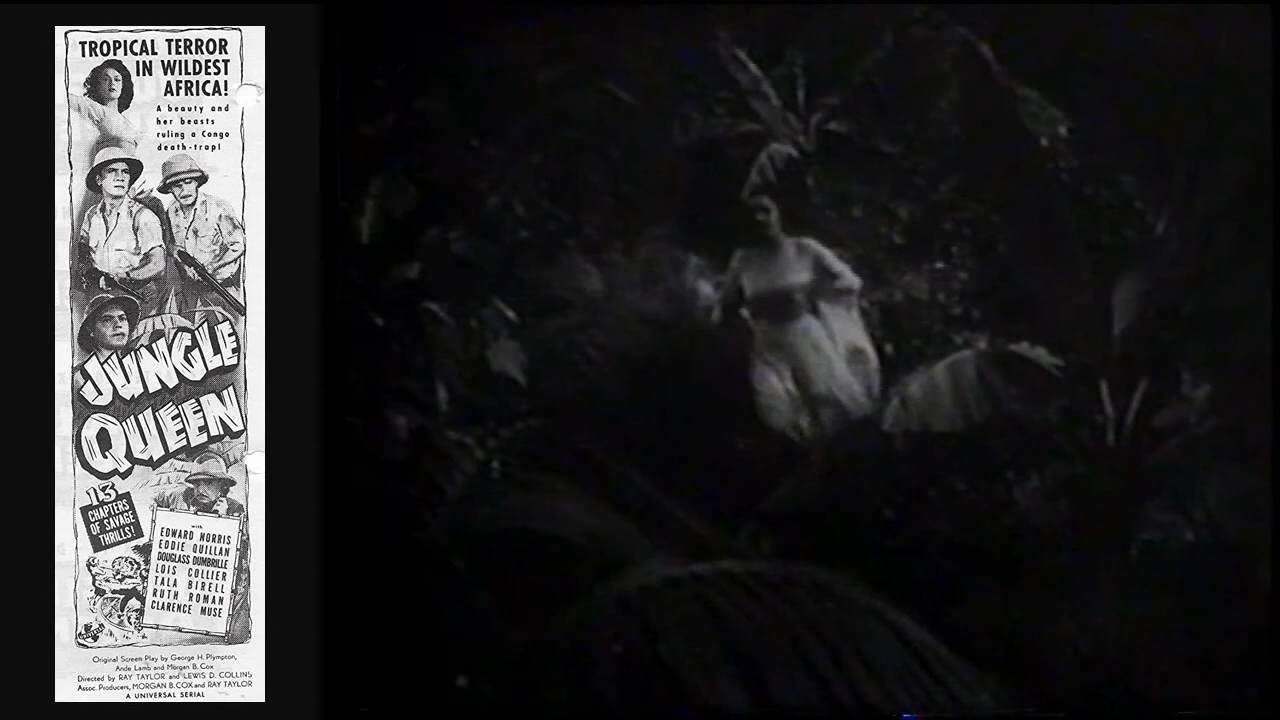 TROPICAL TERROR
IN WILDEST
AFRICA!
A beauty and
her beasts
ruling a Congo
death-trap!
JUNGLE
QUEEN
13
CHAPTERS
OF SAVAGE
THRILLS!
with
EDWARD NORRIS
EDDIE QUILLAN
DOUGLASS DUMBRILLE
LOIS COLLIER
TALA BIRELL
RUTH ROMAN
CLARENCE MUSE
Original Screen Play by George H. Plympton,
Ande Lamb and Morgan B. Cox
Directed by RAY TAYLOR and LEWIS D. COLLINS
Assoc. Producers, MORGAN B. COX and RAY TAYLOR
A UNIVERSAL SERIAL